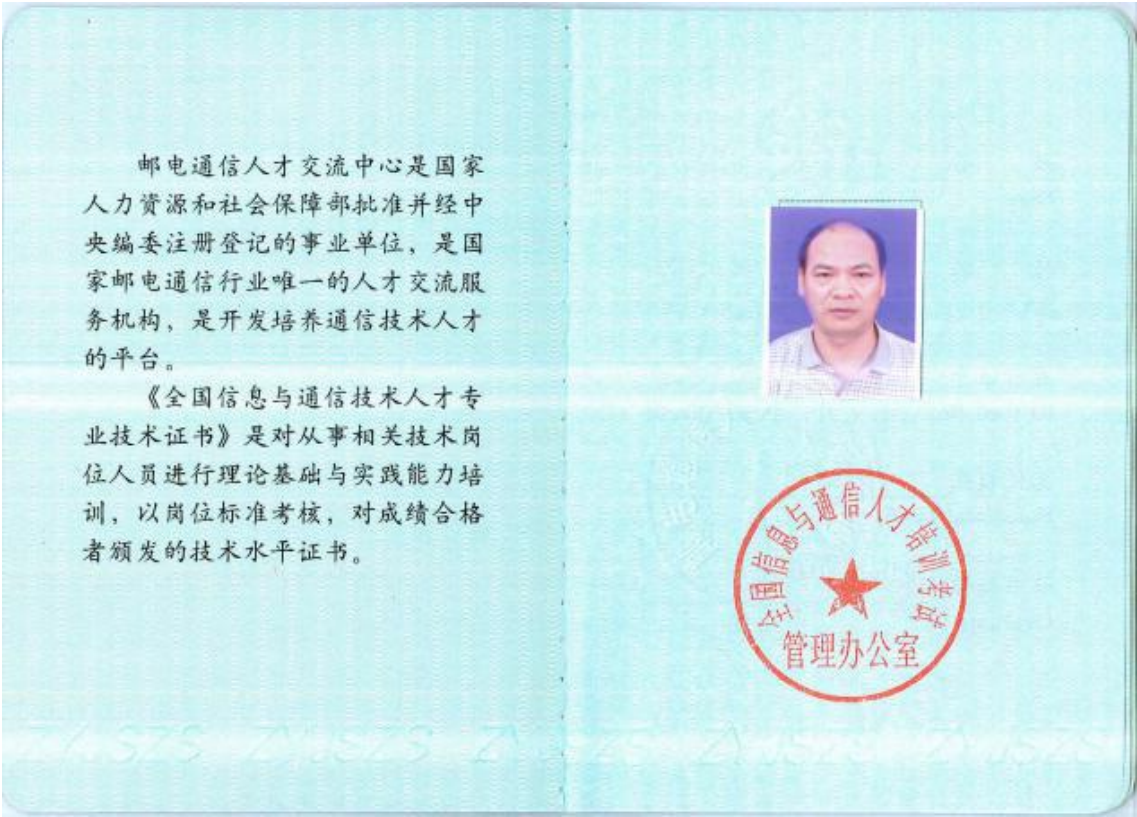 邮电通信人才交流中心是国家
人力资源和社会保障部批准并经中
央编委注册登记的事业单位，是国
家邮电通信行业唯一的人才交流服
务机构，是开发培养通信技术人才
的平台。
《全国信息与通信技术人才专
业技术证书》是对从事相关技术岗
位人员进行理论基础与实践能力培
训，以岗位标准考核，对成绩合格
者颁发的技术水平证书。
全国信息与通信人才培训考试
管理办公室